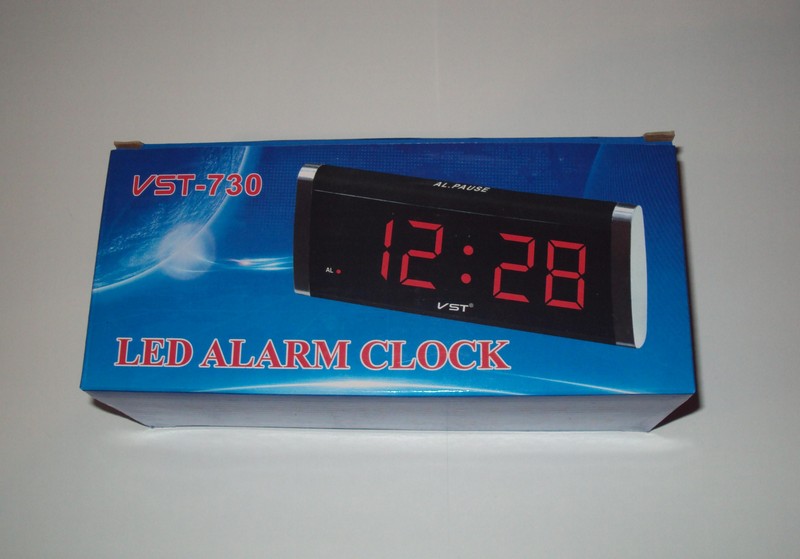 VST-730
AL.PAUSE
AL
12:28
VST®
LED ALARM CLOCK